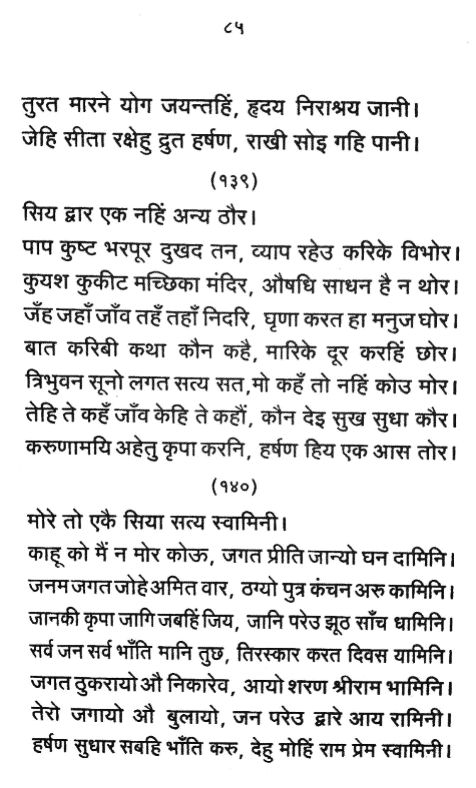 ८५
तुरत मारने योग जयन्तहिं, हृदय निराश्रय जानी।
जेहि सीता रक्षेहु द्रुत हर्षण, राखी सोइ गहि पानी।
(१३९)
सिय द्वार एक नहिं अन्य ठौर।
पाप कुष्ट भरपूर दुखद तन, व्याप रहेउ करिके विभोर।
कुयश कुकीट मच्छिका मंदिर, औषधि साधन है न थोर।
जँह जहाँ जाँव तहँ तहाँ निदरि, घृणा करत हा मनुज घोर।
बात करिबी कथा कौन कहै, मारिके दूर करहिं छोर।
त्रिभुवन सूनो लगत सत्य सत,मो कहँ तो नहिं कोउ मोर।
तेहि ते कहँ जाँव केहि ते कहौं, कौन देइ सुख सुधा कौर।
करुणामयि अहेतु कृपा करनि, हर्षण हिय एक आस तोर।
(१४०)
मोरे तो एकै सिया सत्य स्वामिनी।
काहू को मैं न मोर कोऊ, जगत प्रीति जान्यो घन दामिनि।
जनम जगत जोहे अमित वार, ठग्यो पुत्र कंचन अरु कामिनि।
जानकी कृपा जागि जबहिं जिय, जानि परेउ झूठ साँच धामिनि।
सर्व जन सर्व भाँति मानि तुछ, तिरस्कार करत दिवस यामिनि।
जगत ठुकरायो औ निकारेव, आयो शरण श्रीराम भामिनि।
तेरो जगायो औ बुलायो, जन परेउ द्वारे आय रामिनी।
हर्षण सुधार सबहि भाँति करु, देहु मोहिं राम प्रेम स्वामिनी।